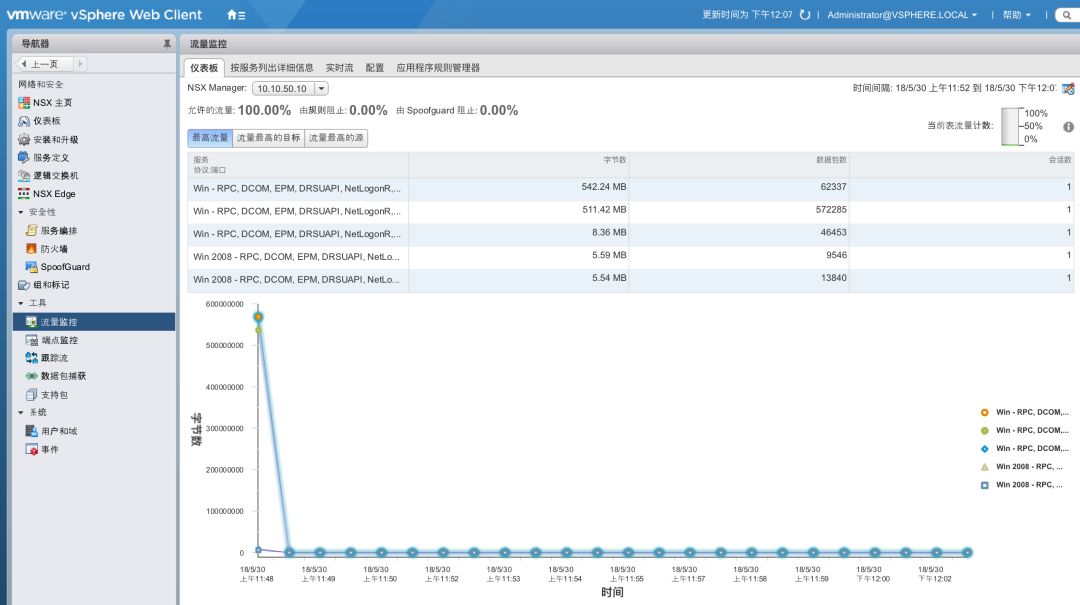 vmware® vSphere Web Client
更新时间为 下午12:07 | Administrator@VSPHERE.LOCAL | 帮助 |
导航器
上一页
网络和安全
NSX 主页
仪表板
安装和升级
服务定义
逻辑交换机
NSX Edge
安全性
服务编排
防火墙
SpoofGuard
组和标记
工具
流量监控
端点监控
跟踪流
数据包捕获
支持包
系统
用户和域
事件
流量监控
仪表板 按服务列出详细信息 实时流 配置 应用程序规则管理器
NSX Manager: 10.10.50.10
时间间隔: 18/5/30 上午11:52 到 18/5/30 下午12:0
允许的流量: 100.00% 由规则阻止: 0.00% 由 Spoofguard 阻止: 0.00%
当前表流量计数:
100%
50%
0%
最高流量 流量最高的目标 流量最高的源
服务 字节数 数据包数 会话数
协议:端口
Win - RPC, DCOM, EPM, DRSUAPI, NetLogonR,... 542.24 MB 62337 1
Win - RPC, DCOM, EPM, DRSUAPI, NetLogonR,... 511.42 MB 572285 1
Win - RPC, DCOM, EPM, DRSUAPI, NetLogonR,... 8.36 MB 46453 1
Win 2008 - RPC, DCOM, EPM, DRSUAPI, NetLo... 5.59 MB 9546 1
Win 2008 - RPC, DCOM, EPM, DRSUAPI, NetLo... 5.54 MB 13840 1
字节数
600000000
500000000
400000000
300000000
200000000
100000000
0
18/5/30 18/5/30 18/5/30 18/5/30 18/5/30 18/5/30 18/5/30 18/5/30 18/5/30 18/5/30 18/5/30 18/5/30
上午11:48 上午11:49 上午11:50 上午11:52 上午11:53 上午11:54 上午11:55 上午11:57 上午11:58 上午11:59 下午12:00 下午12:02
时间
Win - RPC, DCOM,...
Win - RPC, DCOM,...
Win - RPC, DCOM,...
Win 2008 - RPC, ...
Win 2008 - RPC, ...